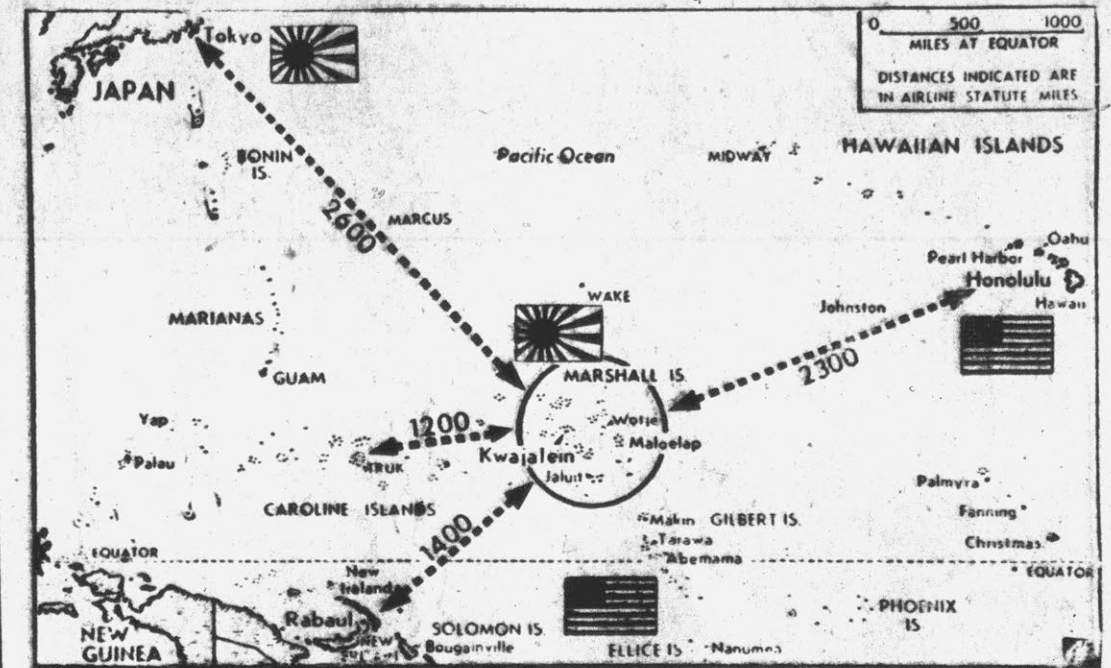 Tokyo
JAPAN
0 500 1000
MILES AT EQUATOR
DISTANCES INDICATED ARE
IN AIRLINE STATUTE MILES
BONIN
IS.
Pacific Ocean
MIDWAY
HAWAIIAN ISLANDS
2600
MARCUS
Oahu
Pearl Harbor
Honolulu
Hawaii
WAKE
Johnston
MARIANAS
GUAM
2300
MARSHALL IS.
Yap
1200
Wotje
Maloelap
Palau
TRUK
Kwajalein
Jaluit
CAROLINE ISLANDS
Palmyra
Fanning
Christmas
1400
Makin GILBERT IS.
Tarawa
Abemama
EQUATOR
EQUATOR
New
Ireland
Rabaul
NEW
NEW
GUINEA
SOLOMON IS.
Bougainville
PHOENIX
IS.
ELLICE IS. Nanumea